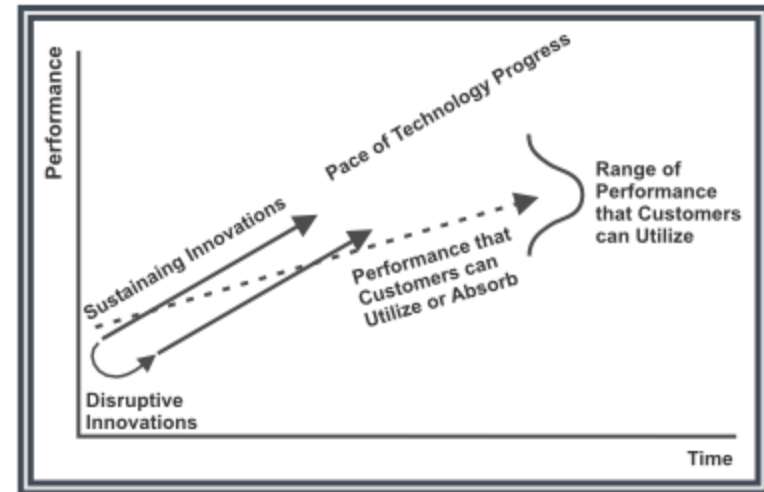 Performance
Pace of Technology Progress
Sustainaing Innovations
Range of
Performance
that Customers
can Utilize
Performance that
Customers can
Utilize or Absorb
Disruptive
Innovations
Time